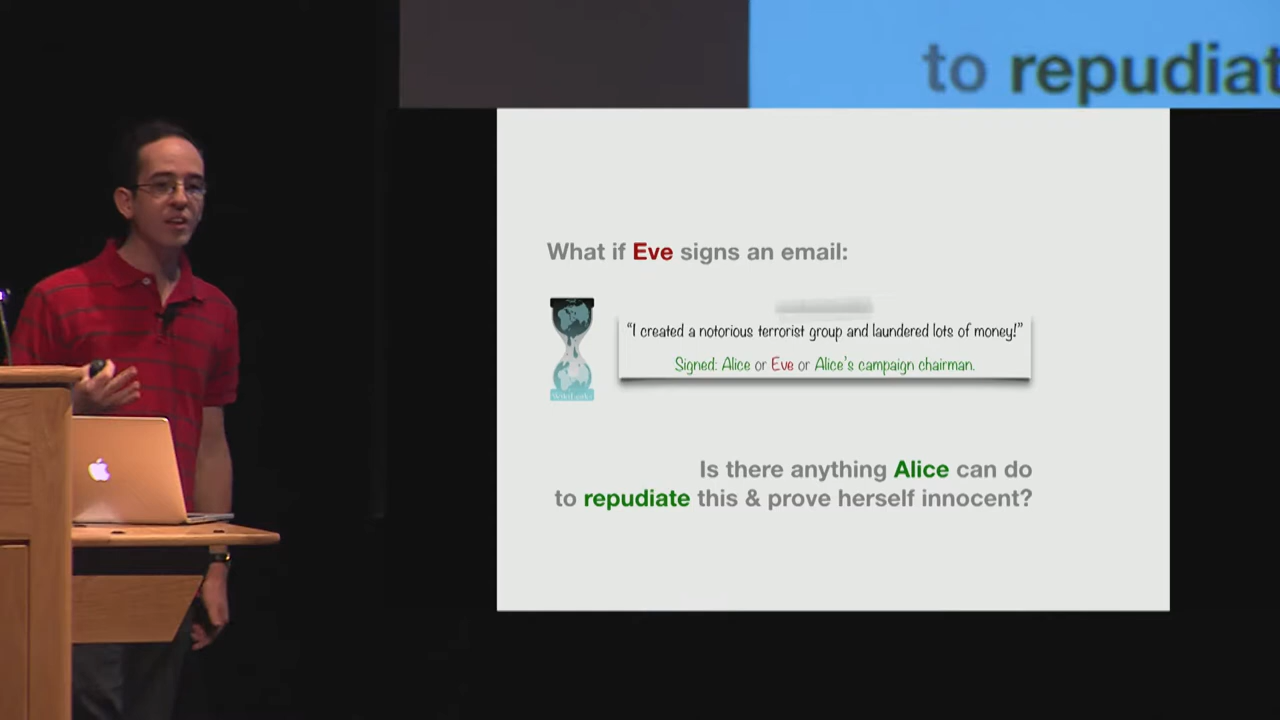 to repudiat
What if Eve signs an email:
“I created a notorious terrorist group and laundered lots of money!”
Signed: Alice or Eve or Alice's campaign chairman.
WikiLeaks
Is there anything Alice can do
to repudiate this & prove herself innocent?